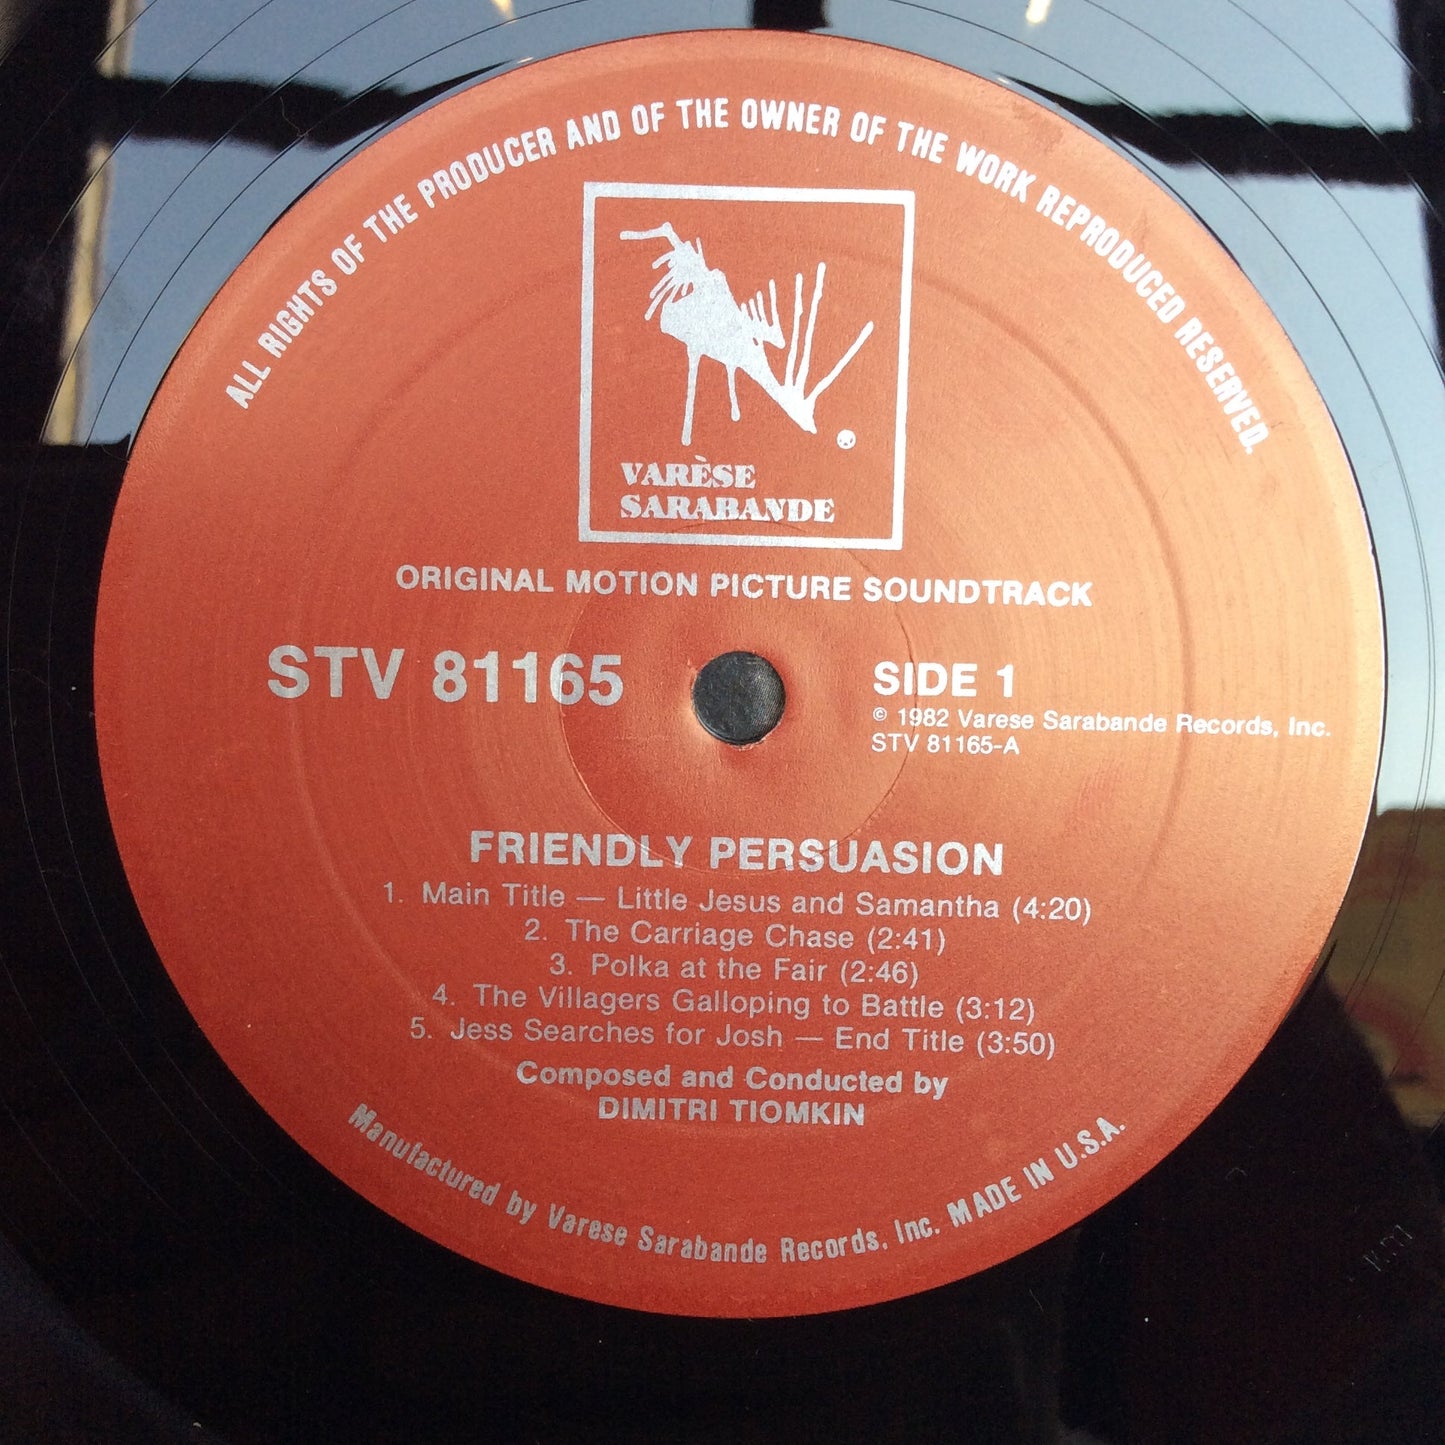 ALL RIGHTS OF THE PRODUCER AND OF THE OWNER OF THE WORK REPRODUCED RESERVED.
VARÈSE
SARABANDE
ORIGINAL MOTION PICTURE SOUNDTRACK
STV 81165
SIDE 1
© 1982 Varese Sarabande Records, Inc.
STV 81165-A
FRIENDLY PERSUASION
1. Main Title — Little Jesus and Samantha (4:20)
2. The Carriage Chase (2:41)
3. Polka at the Fair (2:46)
4. The Villagers Galloping to Battle (3:12)
5. Jess Searches for Josh — End Title (3:50)
Composed and Conducted by
DIMITRI TIOMKIN
Manufactured by Varese Sarabande Records, Inc. MADE IN U.S.A.